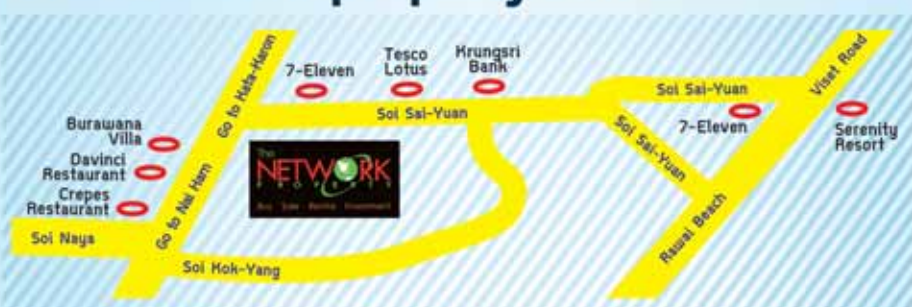 Go to Kata-Karon
7-Eleven
Tesco
Lotus
Krungsri
Bank
Viset Road
Soi Sai-Yuan
Soi Sai-Yuan
7-Eleven
Serenity
Resort
Soi Sai-Yuan
Burawana
Villa
Davinci
Restaurant
Crepes
Restaurant
The
NETWORK
PROPERTY
Go to Nai Harn
Rawai Beach
Soi Naya
Soi Kok-Yang